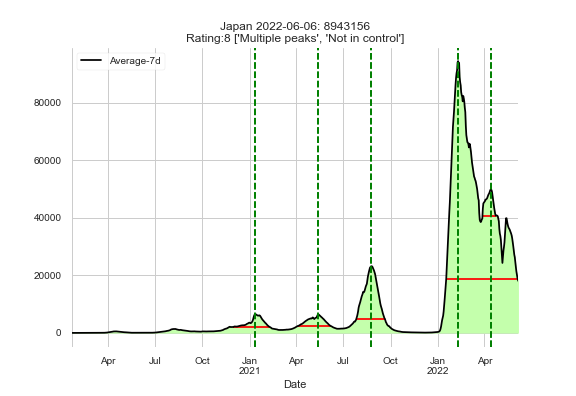 Japan 2022-06-06: 8943156
Rating:8 ['Multiple peaks', 'Not in control']
Average-7d
80000
60000
40000
20000
0
Apr Jul Oct Jan Apr Jul Oct Jan Apr
2021 2022
Date